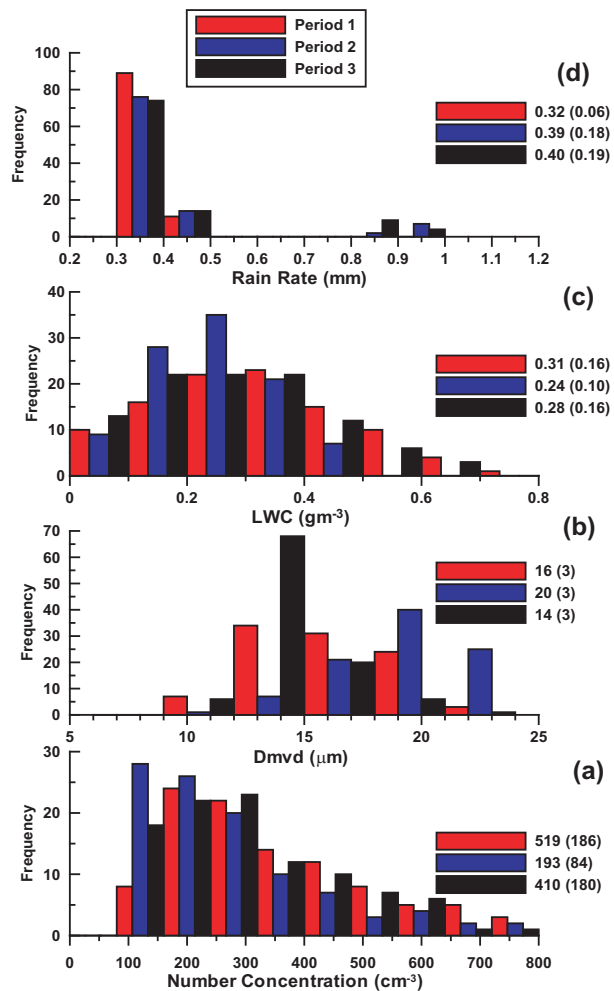 Period 1
Period 2
Period 3
(d)
100
80
60
40
20
0
Frequency
0.32 (0.06)
0.39 (0.18)
0.40 (0.19)
0.2 0.3 0.4 0.5 0.6 0.7 0.8 0.9 1 1.1 1.2
Rain Rate (mm)
(c)
40
30
20
10
0
Frequency
0.31 (0.16)
0.24 (0.10)
0.28 (0.16)
0 0.2 0.4 0.6 0.8
LWC (gm⁻³)
(b)
70
60
50
40
30
20
10
0
Frequency
16 (3)
20 (3)
14 (3)
5 10 15 20 25
Dmvd (μm)
(a)
30
20
10
0
Frequency
519 (186)
193 (84)
410 (180)
0 100 200 300 400 500 600 700 800
Number Concentration (cm⁻³)